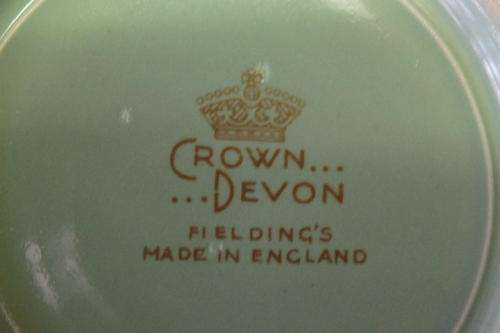 CROWN...
...DEVON
FIELDING'S
MADE IN ENGLAND